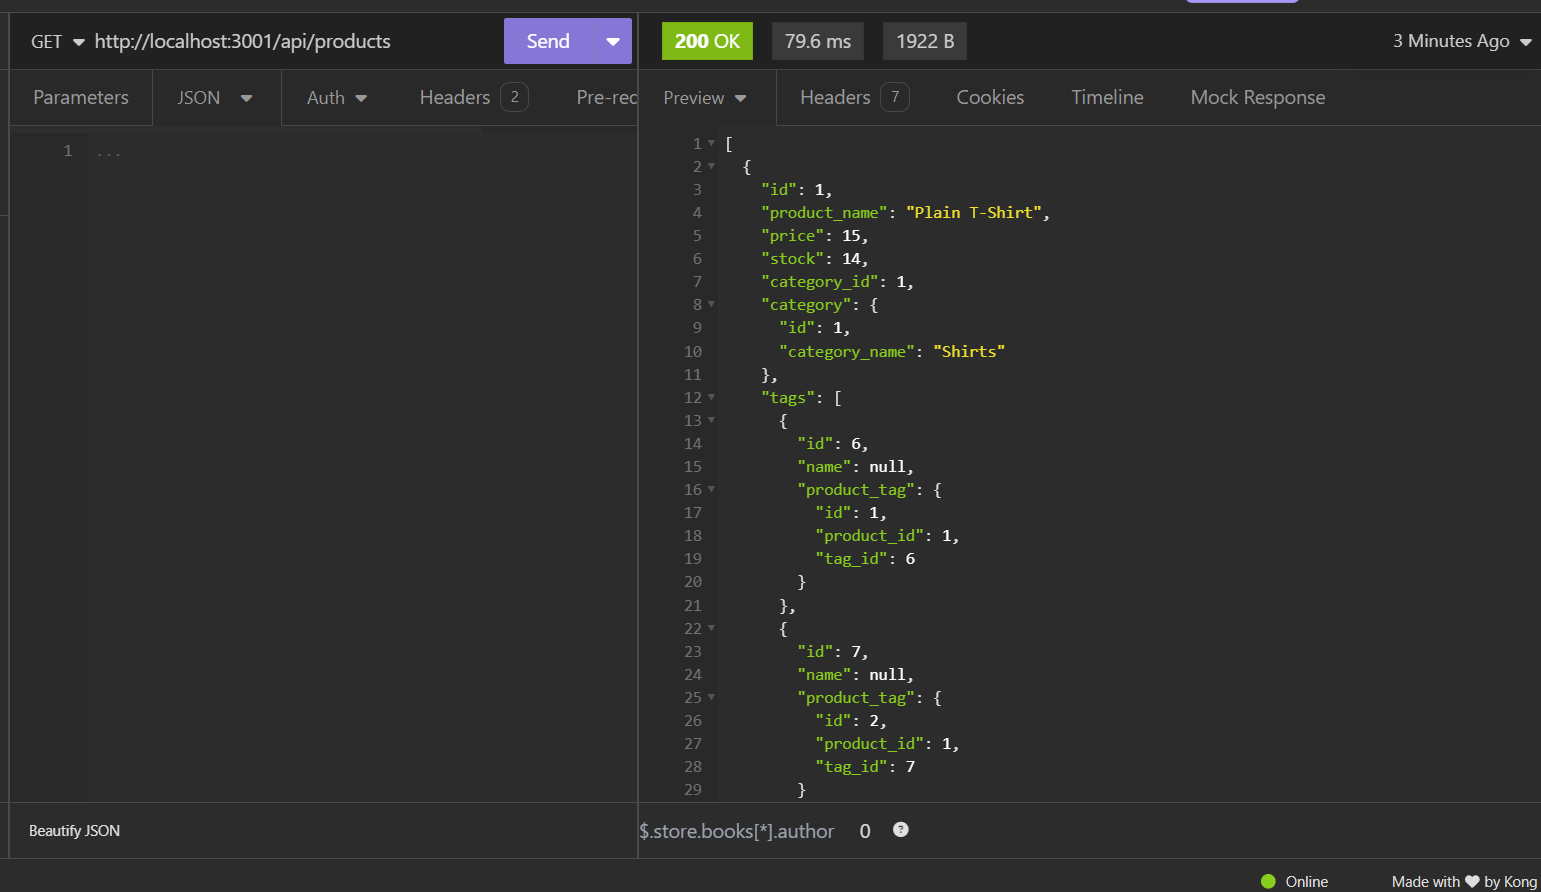 GET http://localhost:3001/api/products Send
200 OK 79.6 ms 1922 B 3 Minutes Ago
Parameters JSON Auth Headers 2
Preview Headers 7 Cookies Timeline Mock Response
1 ...
1 [
2 {
3 "id": 1,
4 "product_name": "Plain T-Shirt",
5 "price": 15,
6 "stock": 14,
7 "category_id": 1,
8 "category": {
9 "id": 1,
10 "category_name": "Shirts"
11 },
12 "tags": [
13 {
14 "id": 6,
15 "name": null,
16 "product_tag": {
17 "id": 1,
18 "product_id": 1,
19 "tag_id": 6
20 }
21 },
22 {
23 "id": 7,
24 "name": null,
25 "product_tag": {
26 "id": 2,
27 "product_id": 1,
28 "tag_id": 7
29 }
Beautify JSON
$.store.books[*].author 0 ?
Online Made with ♥ by Kong